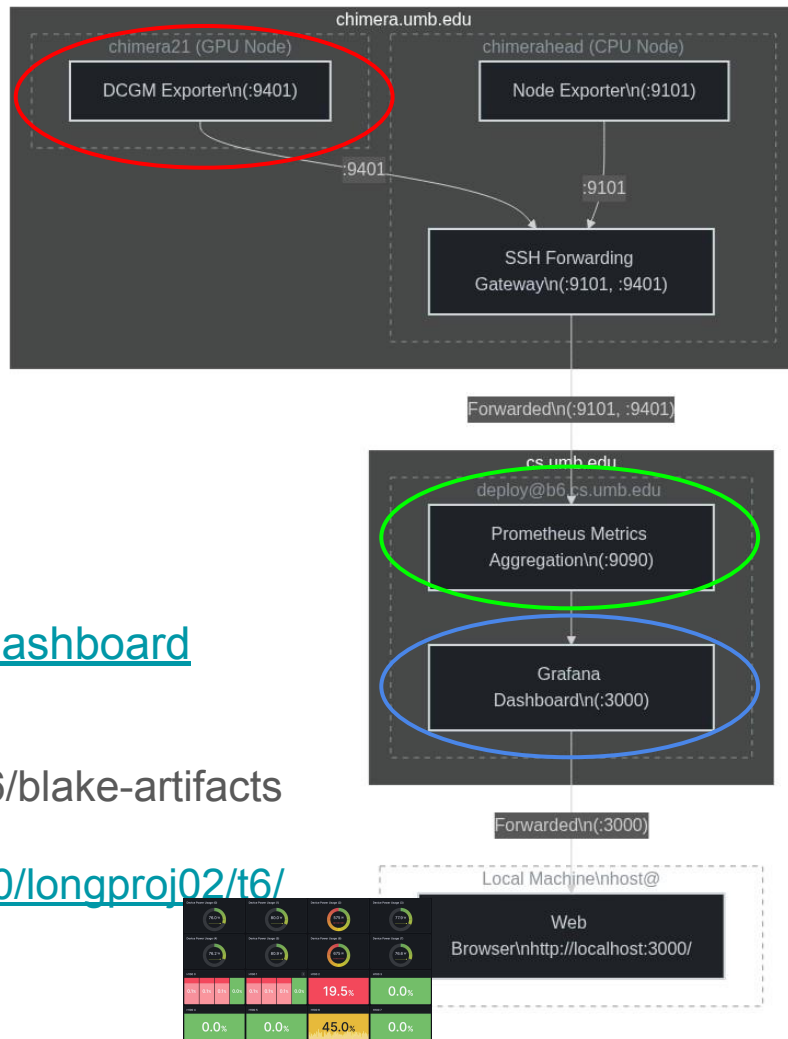 chimera.umb.edu
chimera21 (GPU Node)
chimerahead (CPU Node)
DCGM Exporter\n(:9401)
Node Exporter\n(:9101)
:9401
:9101
SSH Forwarding
Gateway\n(:9101, :9401)
Forwarded\n(:9101, :9401)
cs.umb.edu
deploy@b6.cs.umb.edu
Prometheus Metrics
Aggregation\n(:9090)
ashboard
Grafana
Dashboard\n(:3000)
6/blake-artifacts
Forwarded\n(:3000)
0/longproj02/t6/
Local Machine\nhost@
Web
Browser\nhttp://localhost:3000/
19.5%
0.0%
0.0%
0.0%
45.0%
0.0%